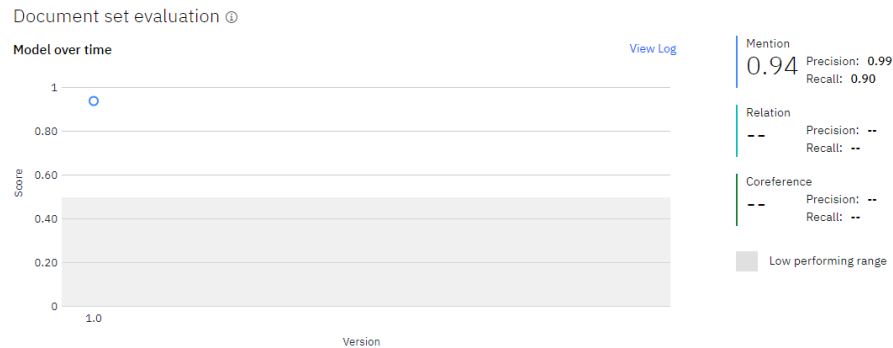 Document set evaluation
Model over time
View Log
1
0.80
0.60
0.40
0.20
0
Score
1.0
Version
Mention
0.94
Precision: 0.99
Recall: 0.90
Relation
--
Precision: --
Recall: --
Coreference
--
Precision: --
Recall: --
Low performing range